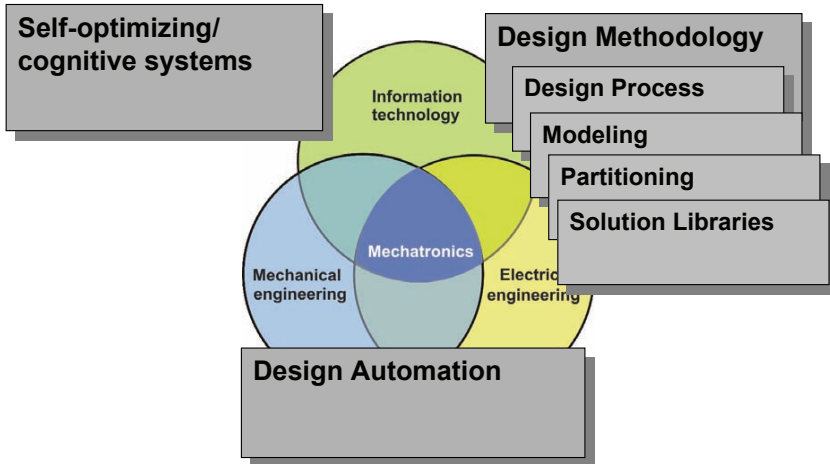 Self-optimizing/
cognitive systems
Design Methodology
Design Process
Modeling
Partitioning
Solution Libraries
Information
technology
Mechatronics
Mechanical
engineering
engineering
Design Automation